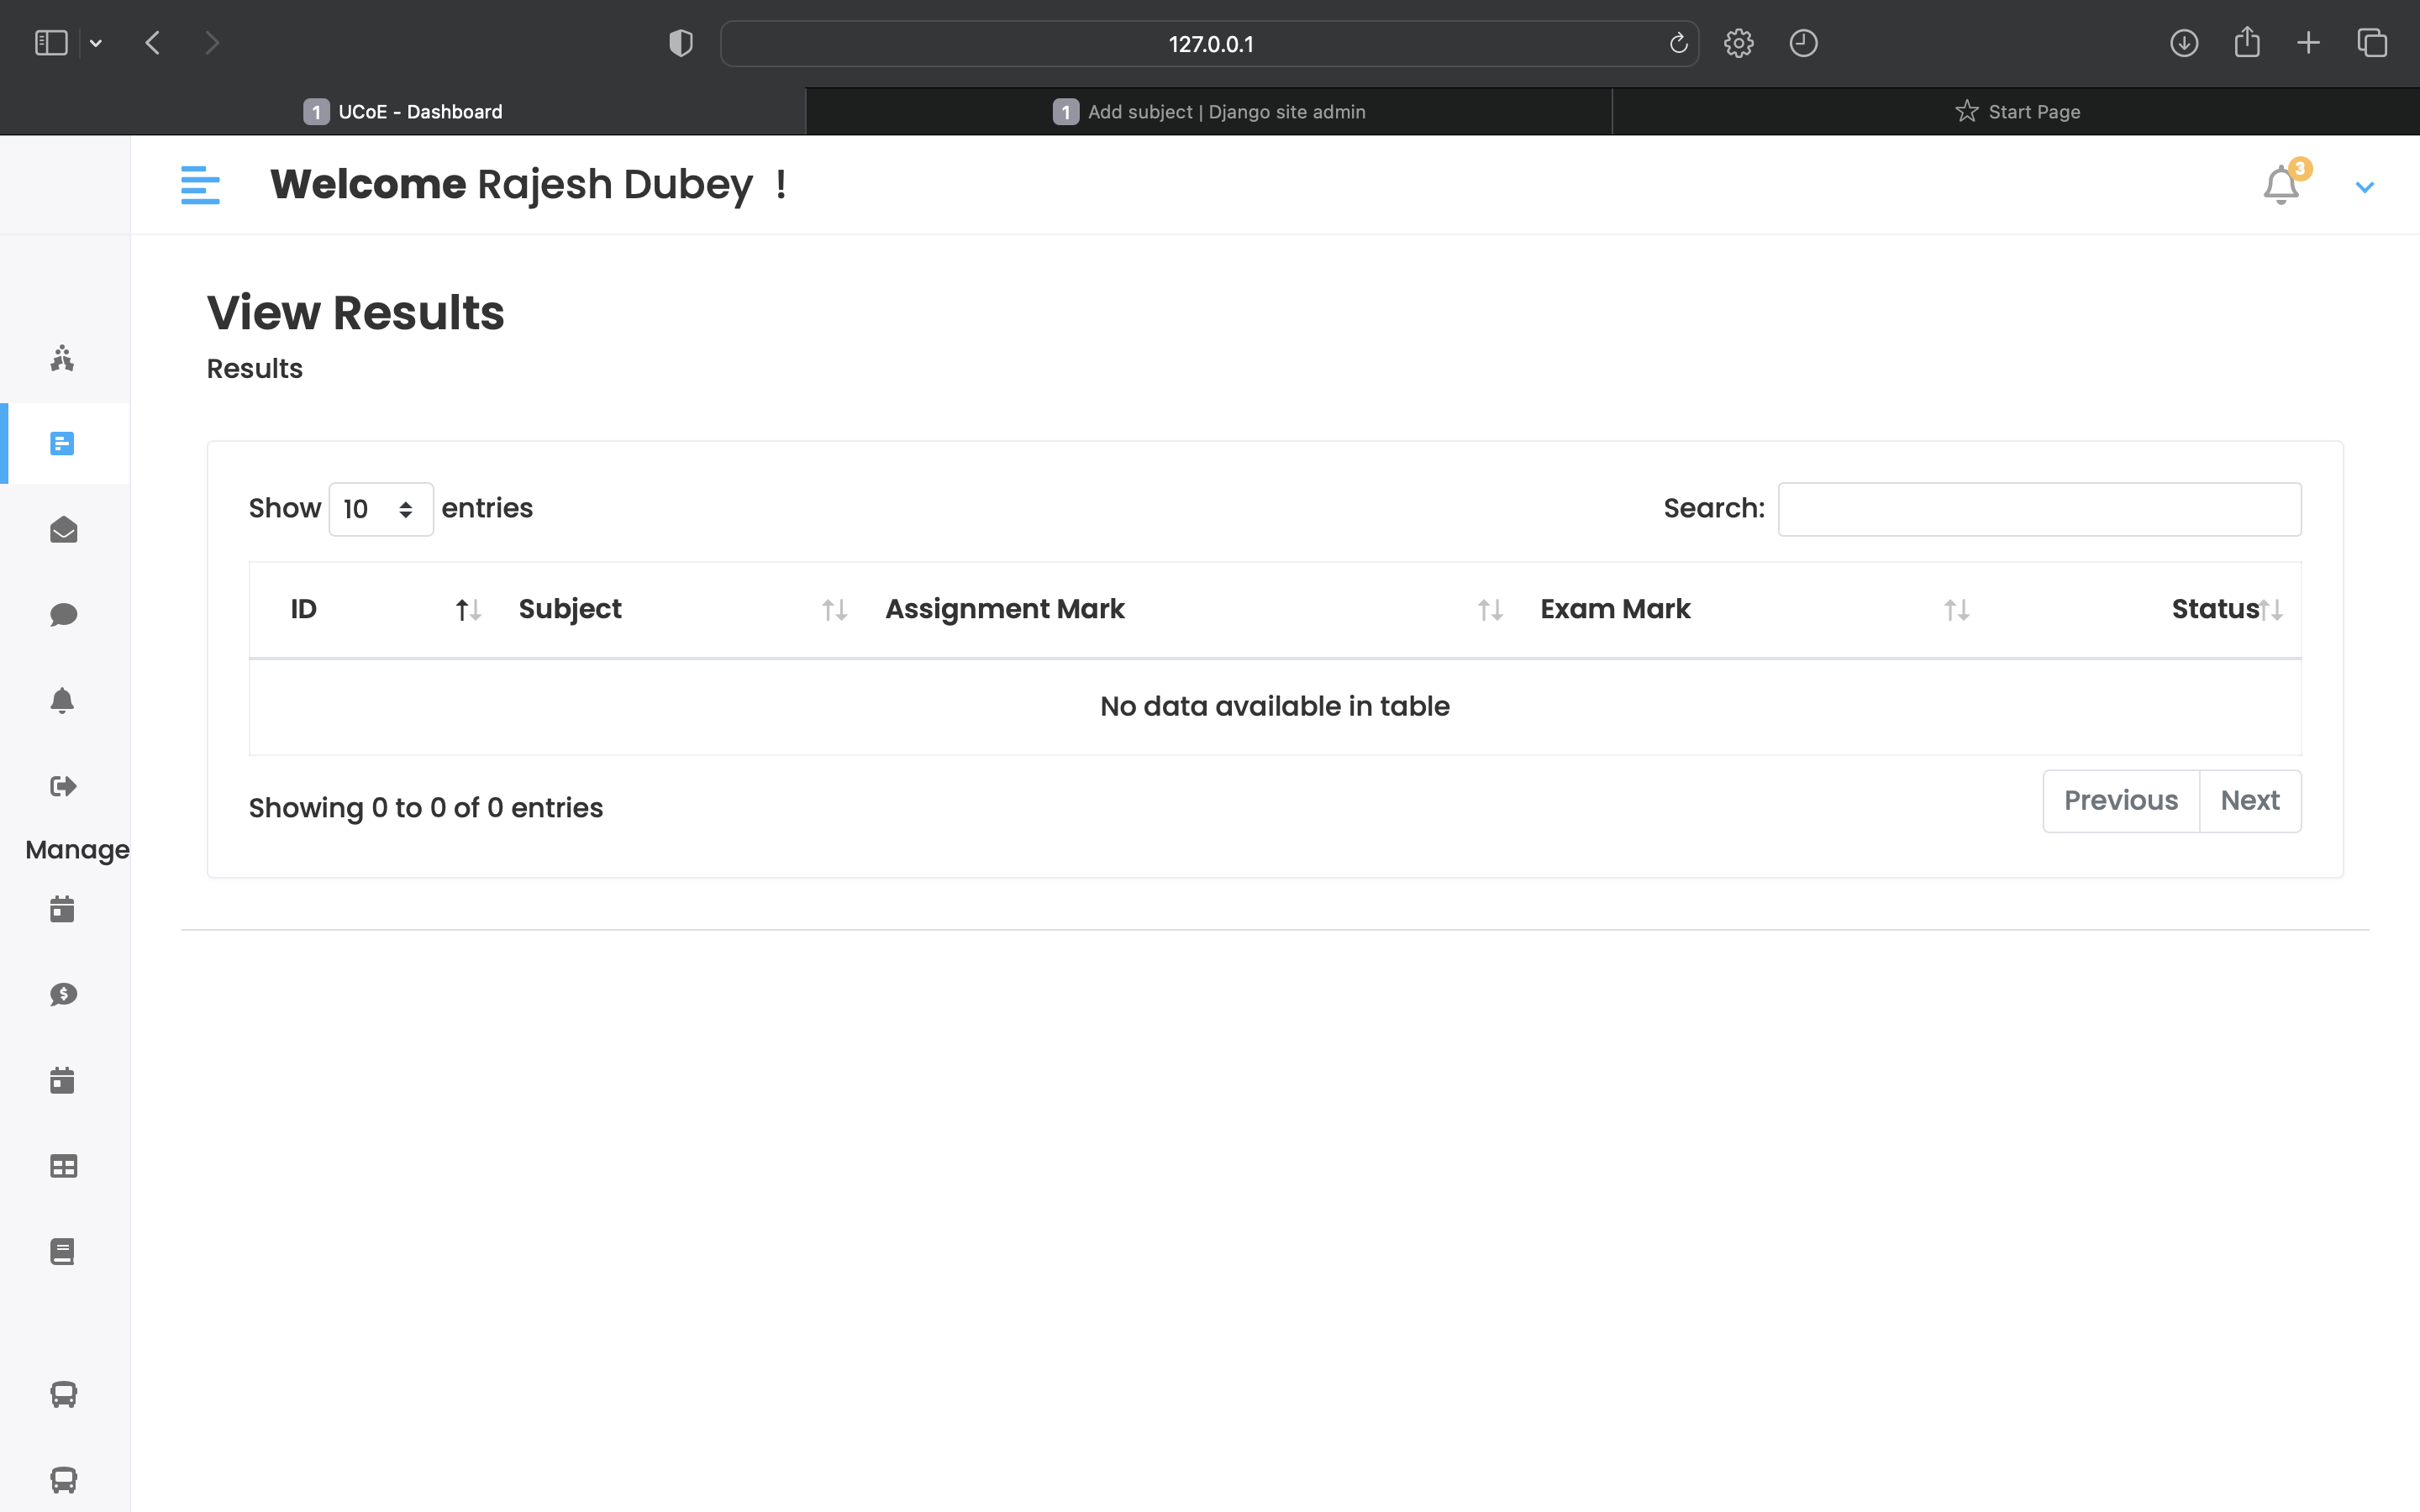 127.0.0.1
1 UCoE - Dashboard
1 Add subject | Django site admin
Start Page
Welcome Rajesh Dubey !
3
View Results
Results
Show 10 entries
Search:
ID Subject Assignment Mark Exam Mark Status
No data available in table
Showing 0 to 0 of 0 entries
Previous Next
Manage